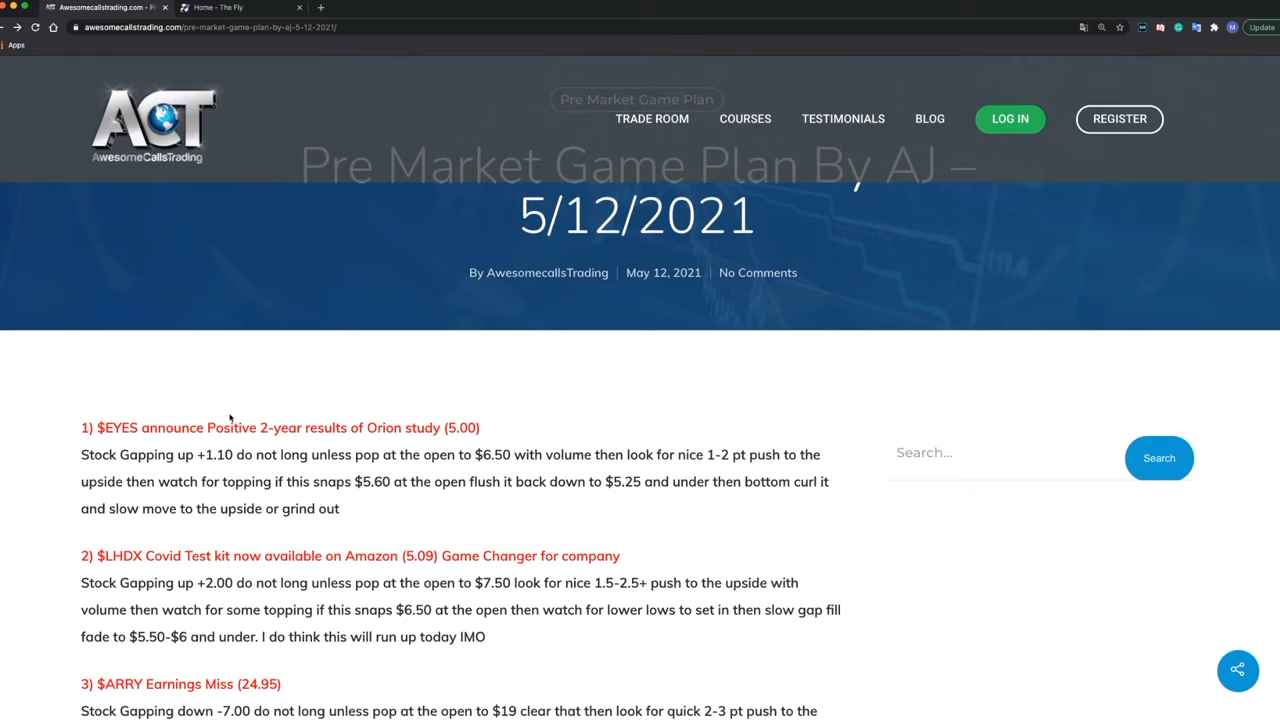 Awesomecallstrading.com - P
Home - The Fly
awesomecallstrading.com/pre-market-game-plan-by-aj-5-12-2021/
Update
Apps
ACT
AwesomeCallsTrading
Pre Market Game Plan
TRADE ROOM
COURSES
TESTIMONIALS
BLOG
LOG IN
REGISTER
Pre Market Game Plan By AJ –
5/12/2021
By AwesomecallsTrading
May 12, 2021
No Comments
1) $EYES announce Positive 2-year results of Orion study (5.00)
Stock Gapping up +1.10 do not long unless pop at the open to $6.50 with volume then look for nice 1-2 pt push to the
upside then watch for topping if this snaps $5.60 at the open flush it back down to $5.25 and under then bottom curl it
and slow move to the upside or grind out
Search...
Search
2) $LHDX Covid Test kit now available on Amazon (5.09) Game Changer for company
Stock Gapping up +2.00 do not long unless pop at the open to $7.50 look for nice 1.5-2.5+ push to the upside with
volume then watch for some topping if this snaps $6.50 at the open then watch for lower lows to set in then slow gap fill
fade to $5.50-$6 and under. I do think this will run up today IMO
3) $ARRY Earnings Miss (24.95)
Stock Gapping down -7.00 do not long unless pop at the open to $19 clear that then look for quick 2-3 pt push to the